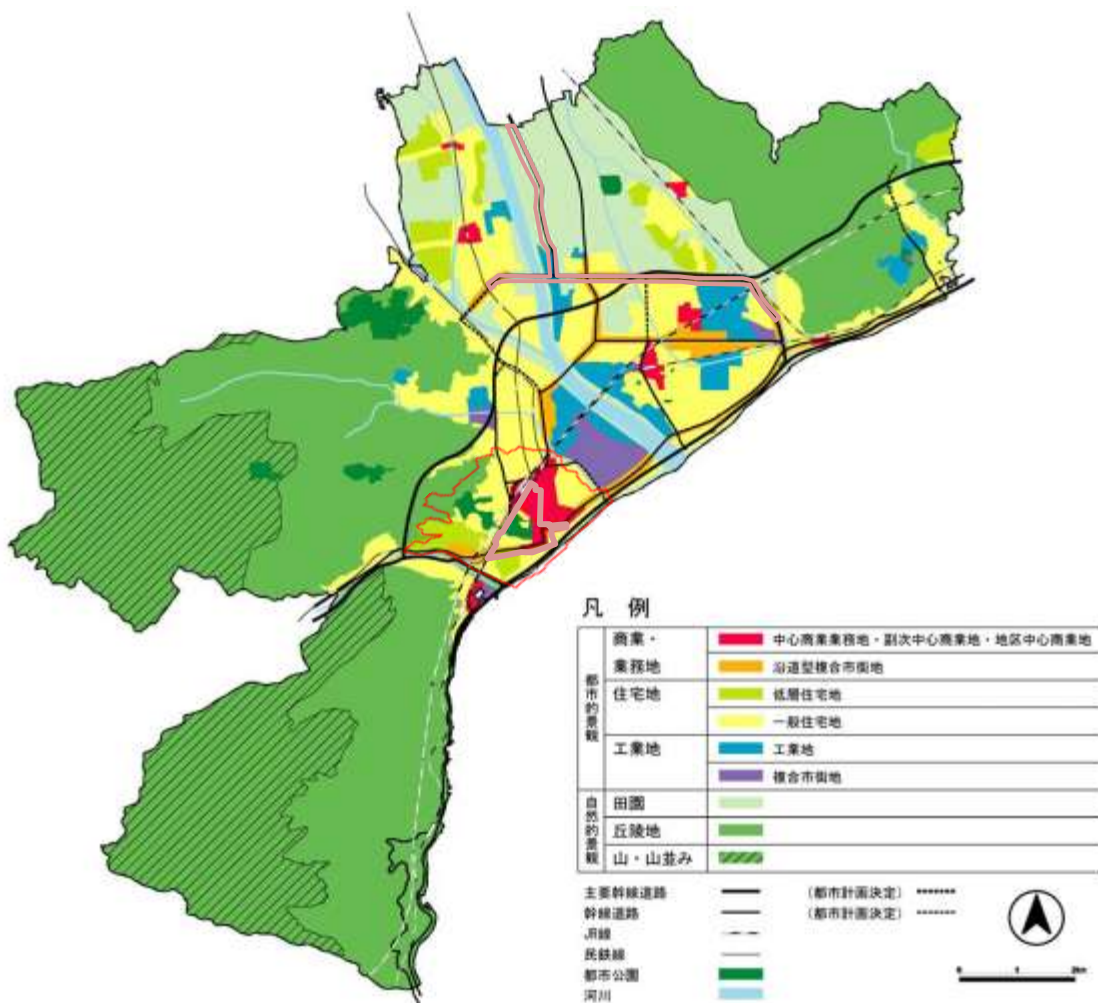 凡 例
都市的景観
商業・業務地
中心商業業務地・副次中心商業地・地区中心商業地
沿道型複合市街地
住宅地
低層住宅地
一般住宅地
工業地
工業地
複合市街地
自然的景観
田園
丘陵地
山・山並み
主要幹線道路
(都市計画決定)
幹線道路
(都市計画決定)
JR線
民鉄線
都市公園
河川
0 1 2km